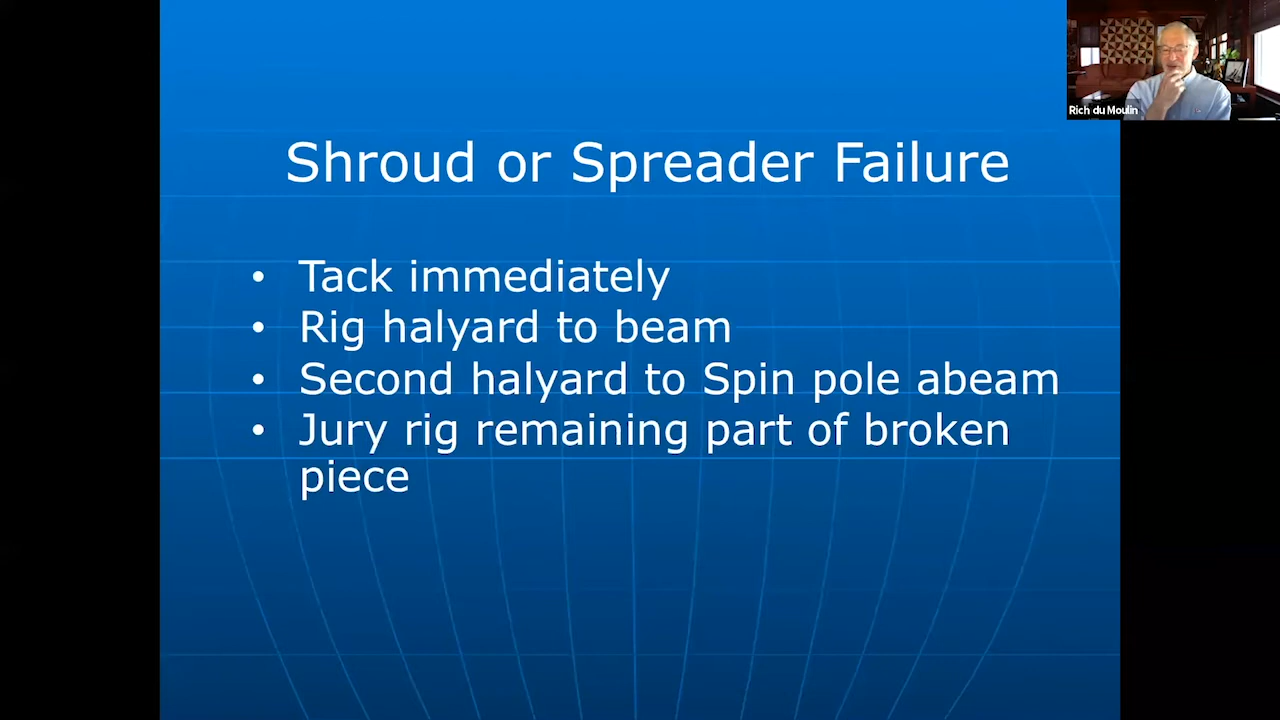 Rich du Moulin
Shroud or Spreader Failure
• Tack immediately
• Rig halyard to beam
• Second halyard to Spin pole abeam
• Jury rig remaining part of broken
piece